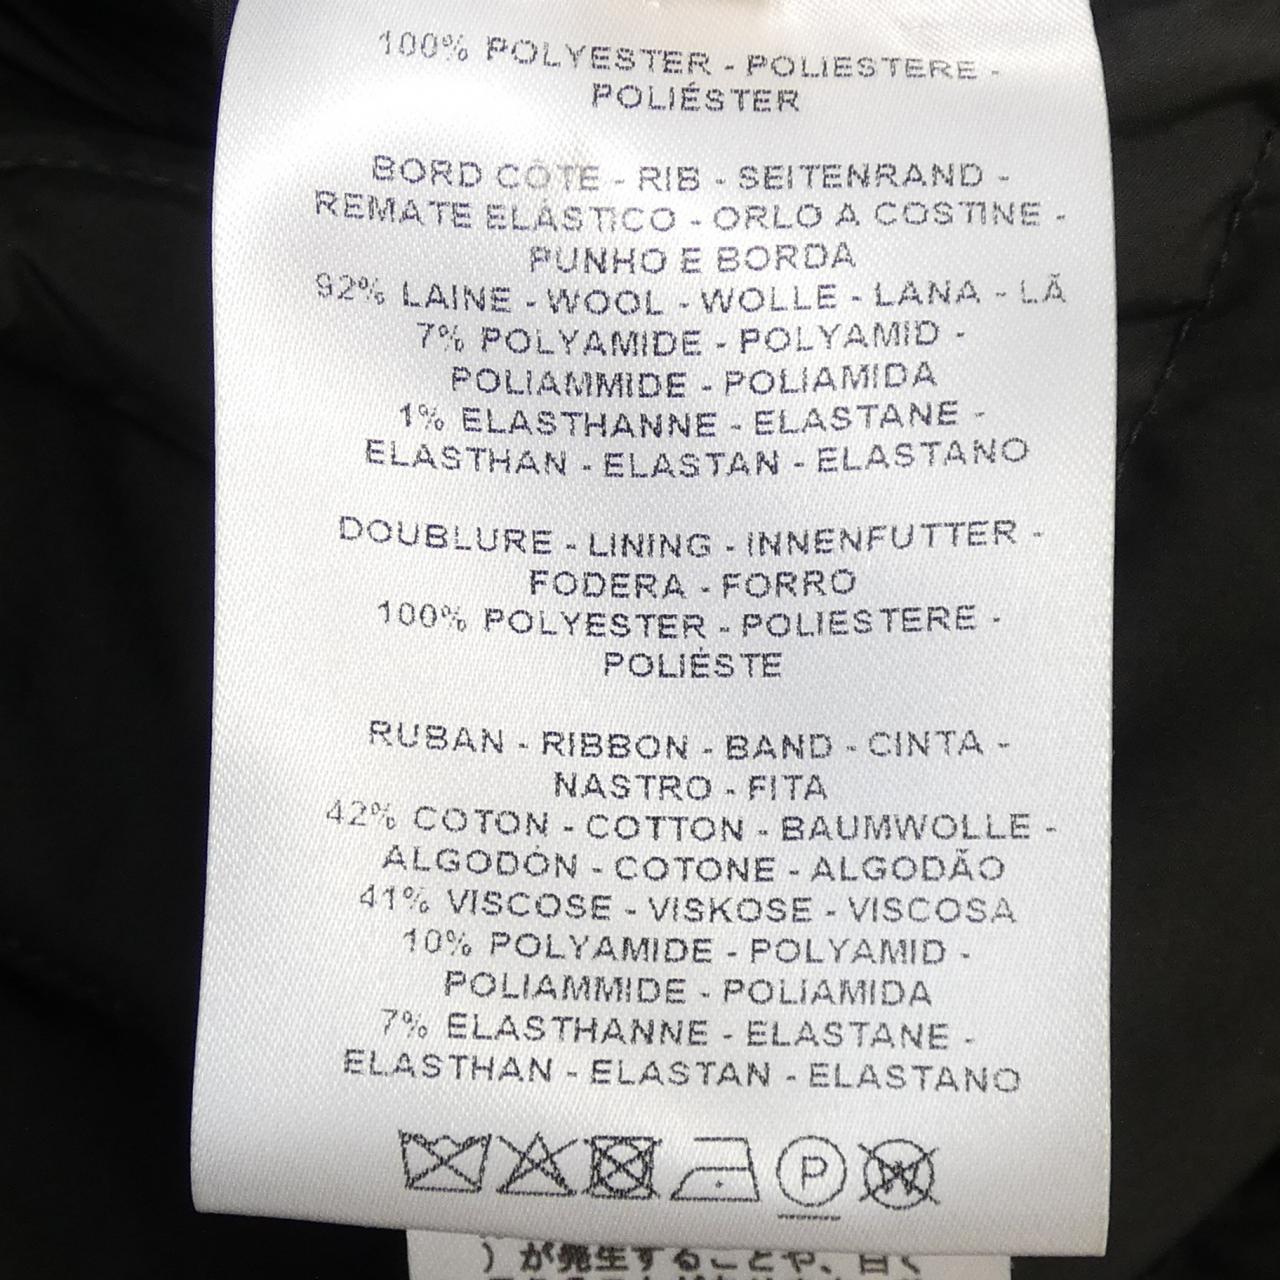 100% POLYESTER - POLIESTERE -
POLIÉSTER
BORD CÔTE - RIB - SEITENRAND -
REMATE ELÁSTICO - ORLO A COSTINE -
PUNHO E BORDA
92% LAINE - WOOL - WOLLE - LANA - LÃ
7% POLYAMIDE - POLYAMID -
POLIAMMIDE - POLIAMIDA
1% ELASTHANNE - ELASTANE -
ELASTHAN - ELASTAN - ELASTANO
DOUBLURE - LINING - INNENFUTTER -
FODERA - FORRO
100% POLYESTER - POLIESTERE -
POLIÉSTE
RUBAN - RIBBON - BAND - CINTA -
NASTRO - FITA
42% COTON - COTTON - BAUMWOLLE -
ALGODÓN - COTONE - ALGODÃO
41% VISCOSE - VISKOSE - VISCOSA
10% POLYAMIDE - POLYAMID -
POLIAMMIDE - POLIAMIDA
7% ELASTHANNE - ELASTANE -
ELASTHAN - ELASTAN - ELASTANO
P W
)が発生することや、白く